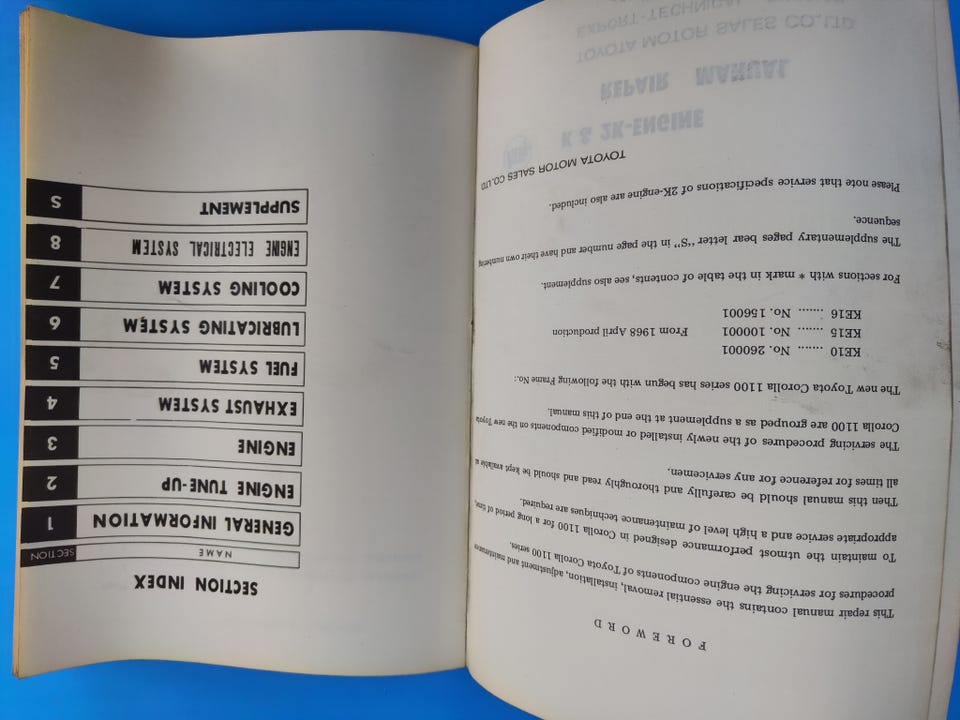 FOREWORD
This repair manual contains the essential removal, installation, adjustment and maintenance
procedures for servicing the engine components of Toyota Corolla 1100 series.
To maintain the utmost performance designed in Corolla 1100 for a long period of time,
appropriate service and a high level of maintenance techniques are required.
Then this manual should be carefully and thoroughly read and should be kept available at
all times for reference for any servicemen,
The servicing procedures of the newly installed or modified components on the new Toyota
Corolla 1100 are grouped as a supplement at the end of this manual.
The new Toyota Corolla 1100 series has begun with the following Frame No.:
KE10 ....... No. 260001
KE15 ....... No. 100001 From 1968 April production
KE16 ....... No. 156001
For sections with * mark in the table of contents, see also supplement.
The supplementary pages bear letter "S" in the page number and have their own numbering
sequence.
Please note that service specifications of 2K-engine are also included.
TOYOTA MOTOR SALES CO.LTD.
K & 2K-ENGINE
REPAIR MANUAL
TOYOTA MOTOR SALES CO.,LTD
EXPORT-TECHNICAL
SECTION INDEX
NAME SECTION
GENERAL INFORMATION 1
ENGINE TUNE-UP 2
ENGINE 3
EXHAUST SYSTEM 4
FUEL SYSTEM 5
LUBRICATING SYSTEM 6
COOLING SYSTEM 7
ENGINE ELECTRICAL SYSTEM 8
SUPPLEMENT S